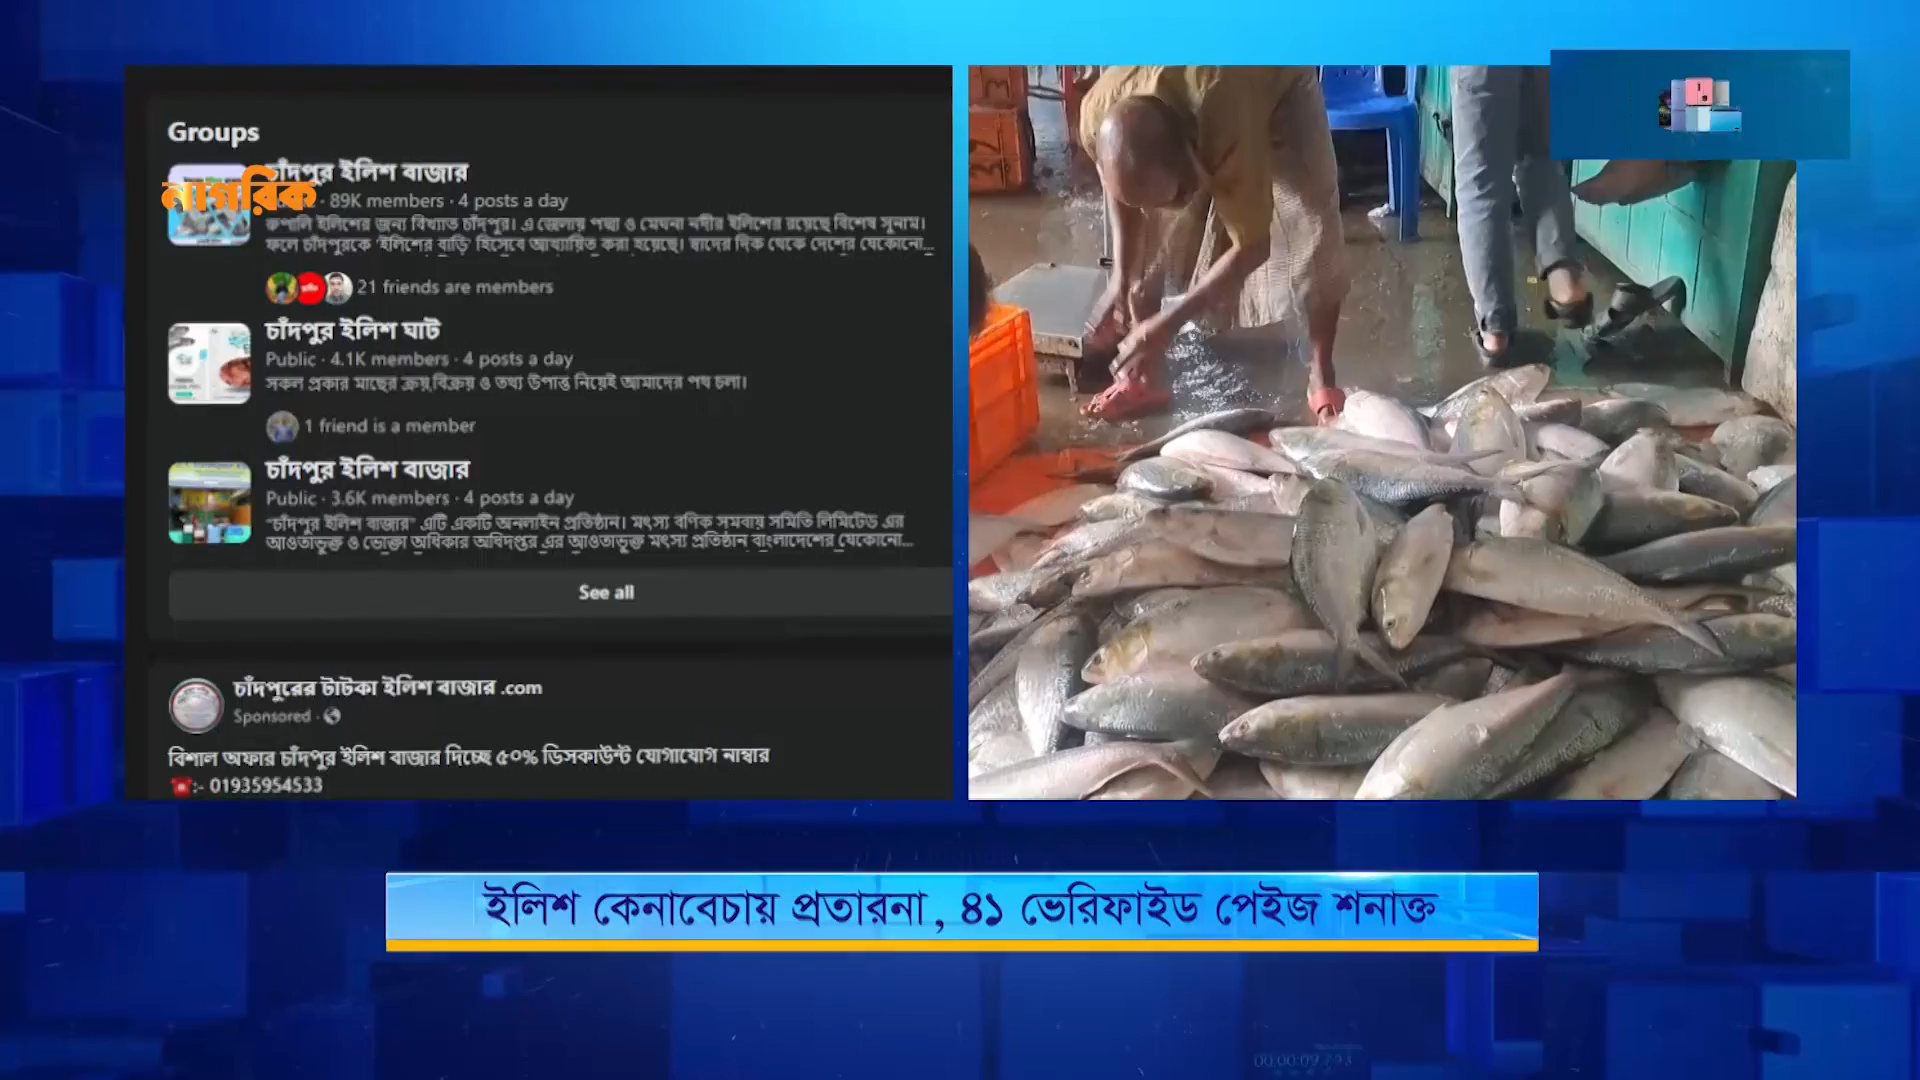 Groups
চাঁদপুর ইলিশ বাজার
নাগরিক
89K members · 4 posts a day
রুপালি ইলিশের জন্য বিখ্যাত চাঁদপুর। এ জেলায় পদ্মা ও মেঘনা নদীর ইলিশের রয়েছে বিশেষ সুনাম।
ফলে চাঁদপুরকে 'ইলিশের বাড়ি' হিসেবে আখ্যায়িত করা হয়েছে। স্বাদের দিক থেকে দেশের যেকোনো...
21 friends are members
চাঁদপুর ইলিশ ঘাট
Public · 4.1K members · 4 posts a day
সকল প্রকার মাছের ক্রয়,বিক্রয় ও তথ্য উপাত্ত নিয়েই আমাদের পথ চলা।
1 friend is a member
চাঁদপুর ইলিশ বাজার
Public · 3.6K members · 4 posts a day
"চাঁদপুর ইলিশ বাজার" এটি একটি অনলাইন প্রতিষ্ঠান। মৎস্য বণিক সমবায় সমিতি লিমিটেড এর
আওতাভুক্ত ও ভোক্তা অধিকার অধিদপ্তর এর আওতাভুক্ত মৎস্য প্রতিষ্ঠান বাংলাদেশের যেকোনো...
See all
চাঁদপুরের টাটকা ইলিশ বাজার .com
Sponsored ·
বিশাল অফার চাঁদপুর ইলিশ বাজার দিচ্ছে ৫০% ডিসকাউন্ট যোগাযোগ নাম্বার
☎️:- 01935954533
ইলিশ কেনাবেচায় প্রতারনা, ৪১ ভেরিফাইড পেইজ শনাক্ত